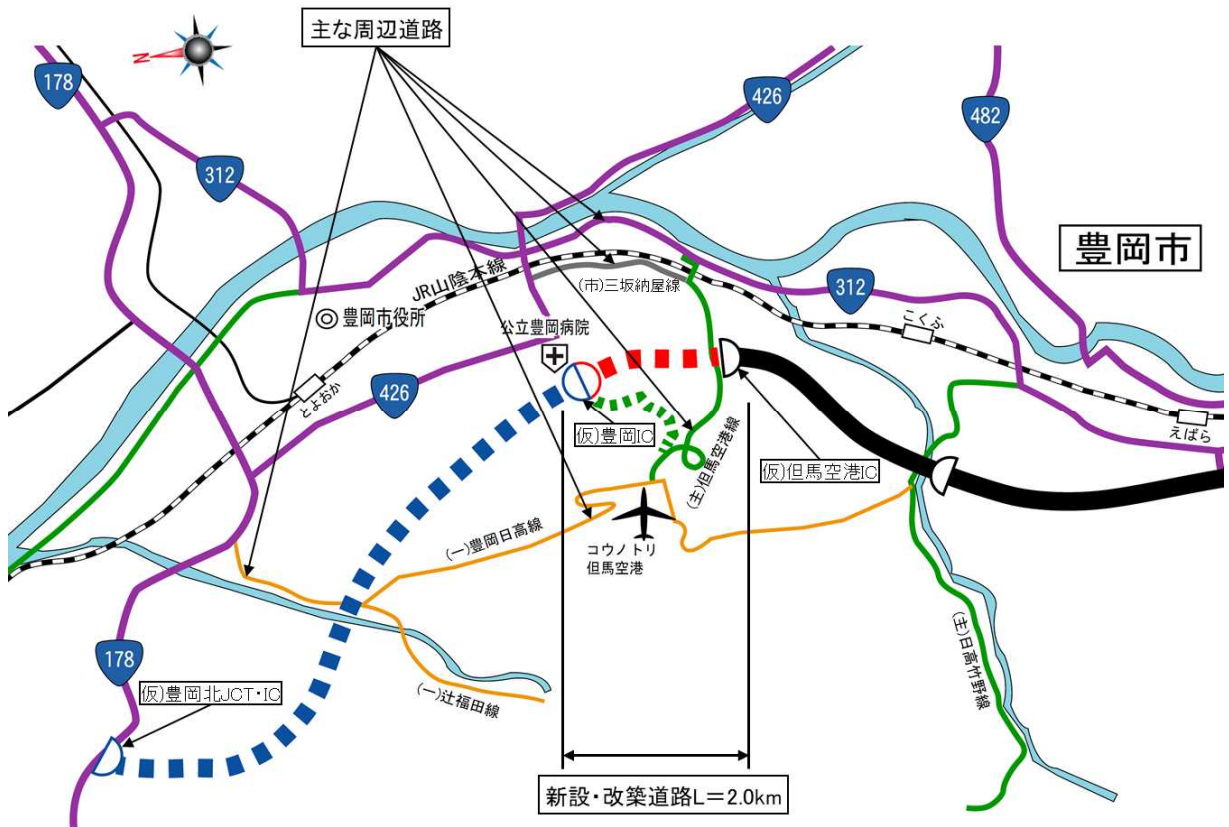 主な周辺道路
N
178
426
482
312
豊岡市
JR山陰本線
(市)三坂納屋線
312
豊岡市役所
公立豊岡病院
こくふ
とよおか
426
えばら
仮)豊岡IC
(主)但馬空港線
仮)但馬空港IC
(一)豊岡日高線
コウノトリ
但馬空港
(主)日高竹野線
178
仮)豊岡北JCT・IC
(一)辻福田線
新設・改築道路L=2.0km